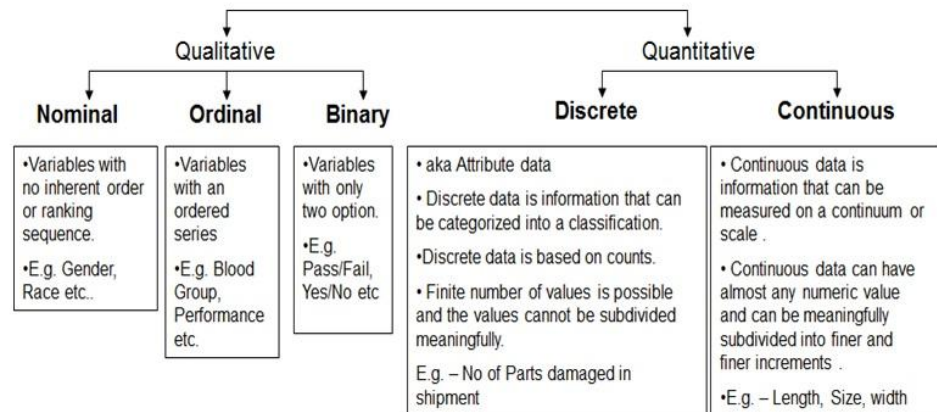 Qualitative
Quantitative
Nominal
Ordinal
Binary
Discrete
Continuous
•Variables with
no inherent order
or ranking
sequence.
•E.g. Gender,
Race etc..
•Variables
with an
ordered
series
•E.g. Blood
Group,
Performance
etc.
•Variables
with only
two option.
•E.g.
Pass/Fail,
Yes/No etc
• aka Attribute data
• Discrete data is information that can
be categorized into a classification.
•Discrete data is based on counts.
• Finite number of values is possible
and the values cannot be subdivided
meaningfully.
E.g. – No of Parts damaged in
shipment
• Continuous data is
information that can be
measured on a continuum or
scale .
• Continuous data can have
almost any numeric value
and can be meaningfully
subdivided into finer and
finer increments .
•E.g. – Length, Size, width